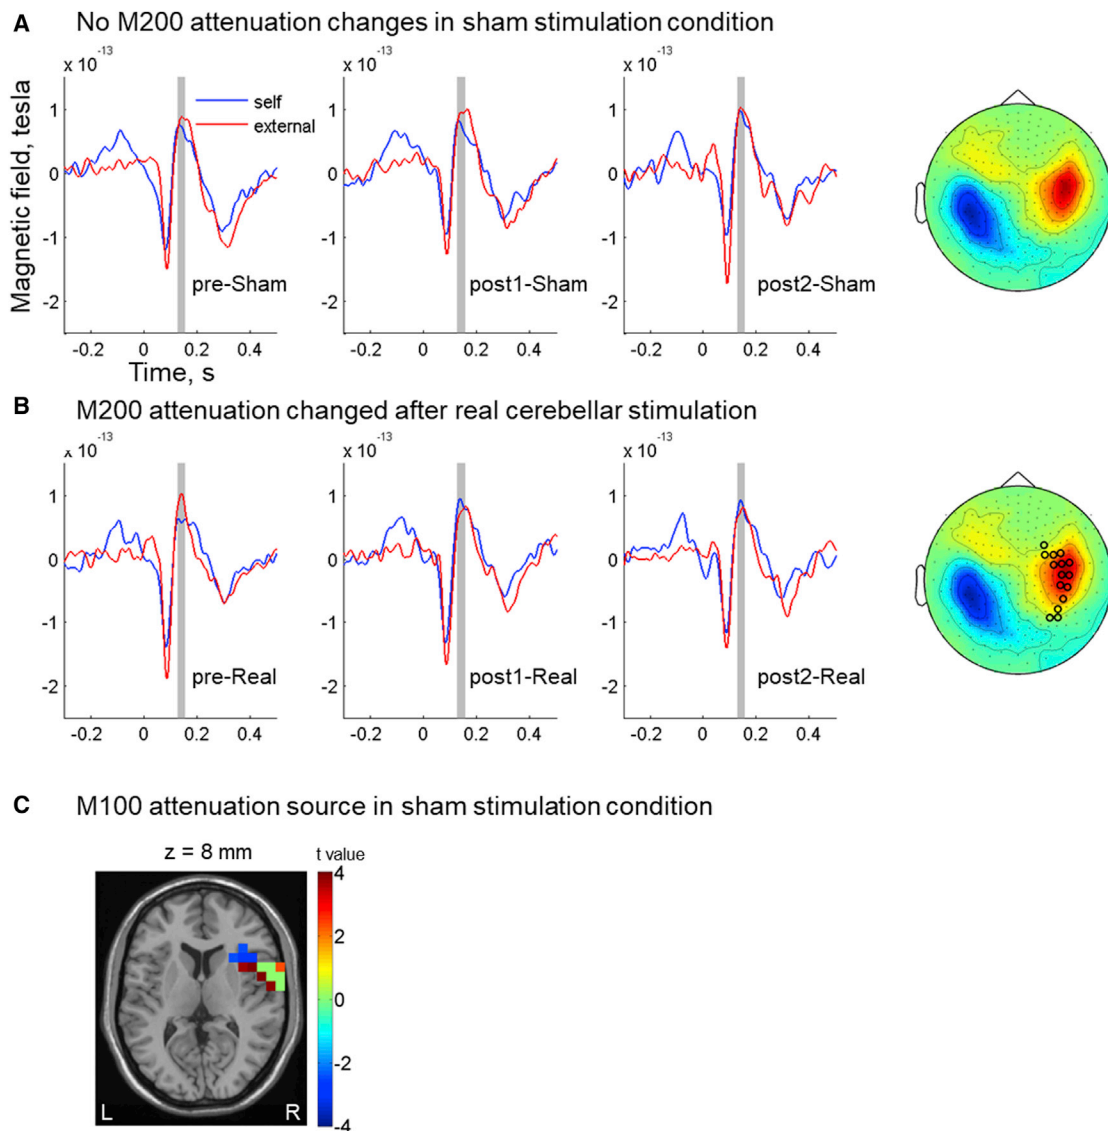 A No M200 attenuation changes in sham stimulation condition
x 10 -13
x 10 -13
x 10 -13
Magnetic field, tesla
1
0
-1
-2
self
external
pre-Sham
-0.2 0 0.2 0.4
1
0
-1
-2
post1-Sham
-0.2 0 0.2 0.4
1
0
-1
-2
post2-Sham
-0.2 0 0.2 0.4
Time, s
B M200 attenuation changed after real cerebellar stimulation
x 10 -13
x 10 -13
x 10 -13
1
0
-1
-2
pre-Real
-0.2 0 0.2 0.4
1
0
-1
-2
post1-Real
-0.2 0 0.2 0.4
1
0
-1
-2
post2-Real
-0.2 0 0.2 0.4
C M100 attenuation source in sham stimulation condition
z = 8 mm
t value
4
2
0
-2
-4
L R